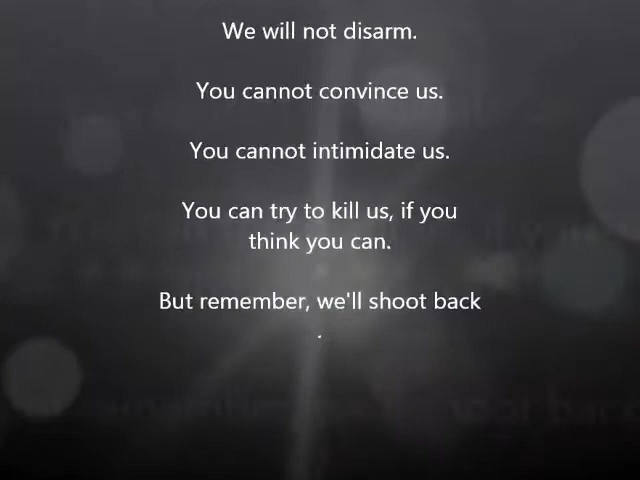 We will not disarm.
You cannot convince us.
You cannot intimidate us.
You can try to kill us, if you
think you can.
But remember, we'll shoot back
.